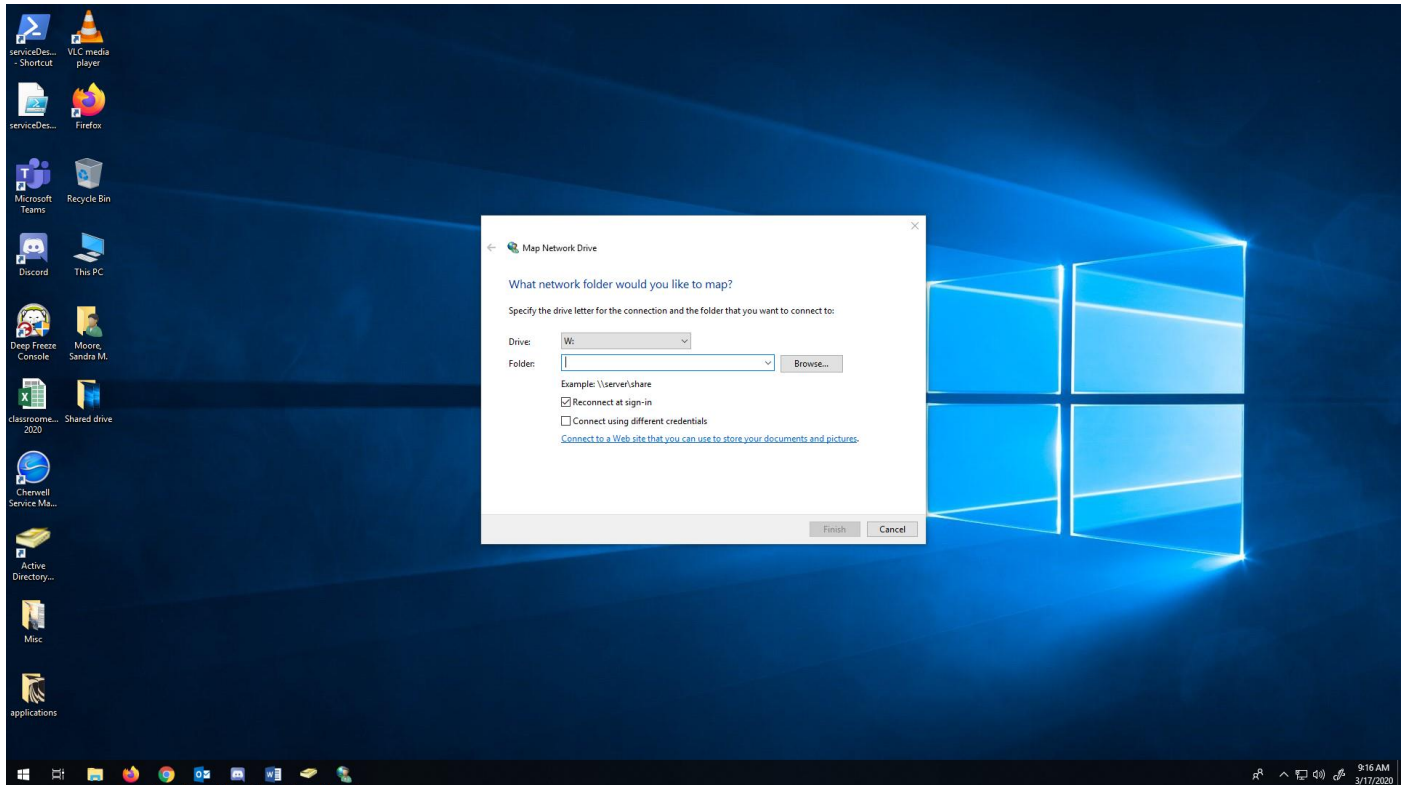 serviceDes...
- Shortcut
VLC media
player
serviceDes...
Firefox
Microsoft
Teams
Recycle Bin
Discord
This PC
Deep Freeze
Console
Moore,
Sandra M.
classroome...
2020
Shared drive
Cherwell
Service Ma...
Active
Directory...
Misc
applications
Map Network Drive
What network folder would you like to map?
Specify the drive letter for the connection and the folder that you want to connect to:
Drive: W:
Folder: Browse...
Example: \\server\share
Reconnect at sign-in
Connect using different credentials
Connect to a Web site that you can use to store your documents and pictures.
Finish Cancel
9:16 AM
3/17/2020